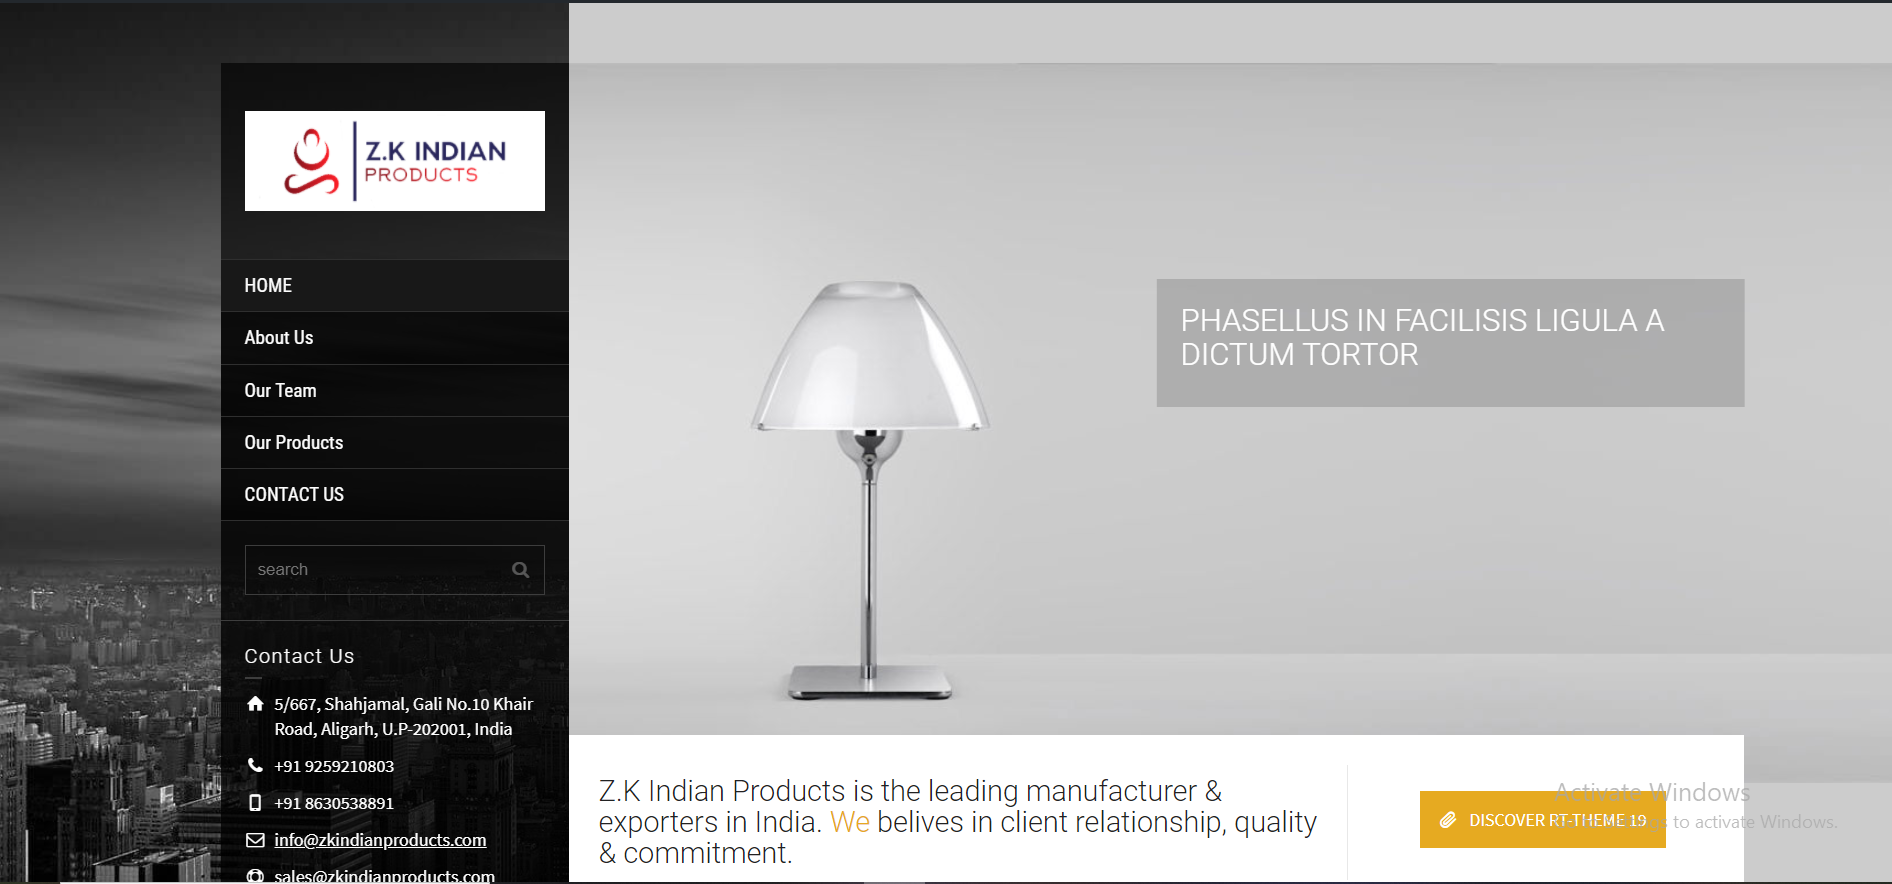 Z.K INDIAN
PRODUCTS
HOME
About Us
Our Team
Our Products
CONTACT US
search
Contact Us
5/667, Shahjamal, Gali No.10 Khair
Road, Aligarh, U.P-202001, India
+91 9259210803
+91 8630538891
info@zkindianproducts.com
sales@zkindianproducts.com
PHASELLUS IN FACILISIS LIGULA A
DICTUM TORTOR
Z.K Indian Products is the leading manufacturer &
exporters in India. We belives in client relationship, quality
& commitment.
DISCOVER RT-THEME 19
Activate Windows
to activate Windows.